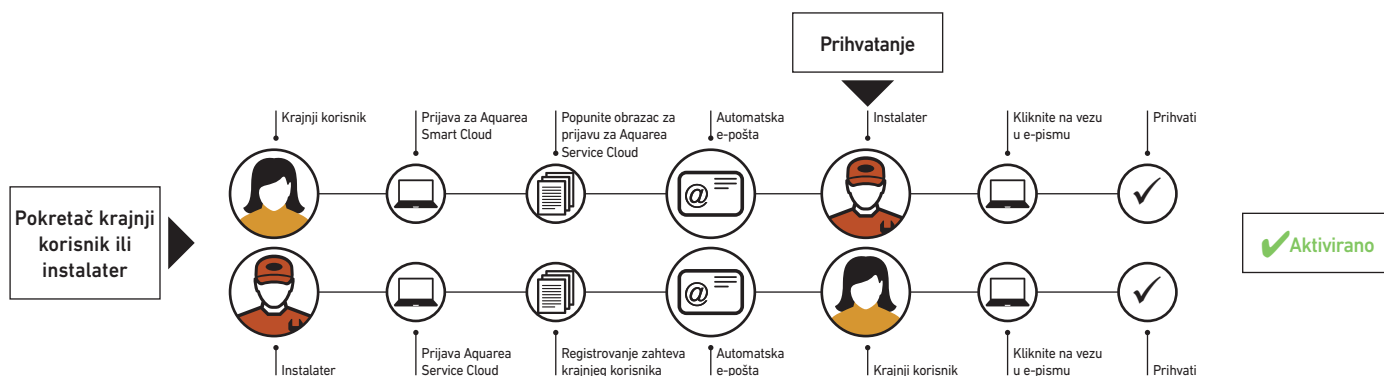 Prihvatanje
Krajnji korisnik
Prijava za Aquarea
Smart Cloud
Popunite obrazac za
prijavu za Aquarea
Service Cloud
Automatska
e-pošta
Instalater
Kliknite na vezu
u e-pismu
Prihvati
Pokretač krajnji
korisnik ili
instalater
@
@
Aktivirano
Instalater
Prijava Aquarea
Service Cloud
Registrovanje zahteva
krajnjeg korisnika
Automatska
e-pošta
Krajnji korisnik
Kliknite na vezu
u e-pismu
Prihvati